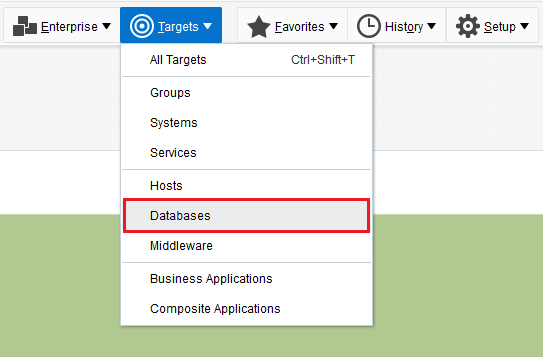 Enterprise Targets Favorites History Setup
All Targets Ctrl+Shift+T
Groups
Systems
Services
Hosts
Databases
Middleware
Business Applications
Composite Applications